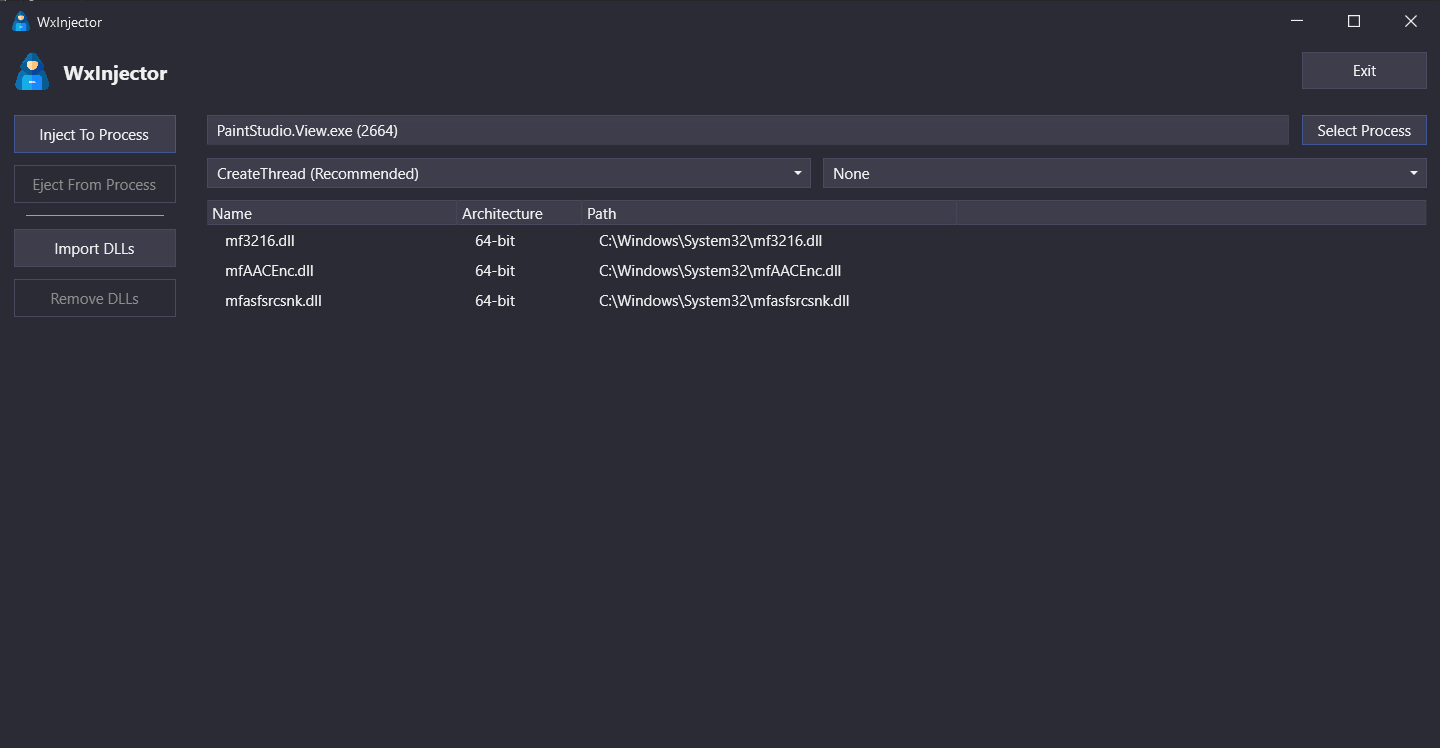 WxInjector
WxInjector
Exit
Inject To Process
PaintStudio.View.exe (2664)
Select Process
Eject From Process
CreateThread (Recommended)
None
Name Architecture Path
Import DLLs
mf3216.dll 64-bit C:\Windows\System32\mf3216.dll
mfAACEnc.dll 64-bit C:\Windows\System32\mfAACEnc.dll
Remove DLLs
mfasfsrcsnk.dll 64-bit C:\Windows\System32\mfasfsrcsnk.dll